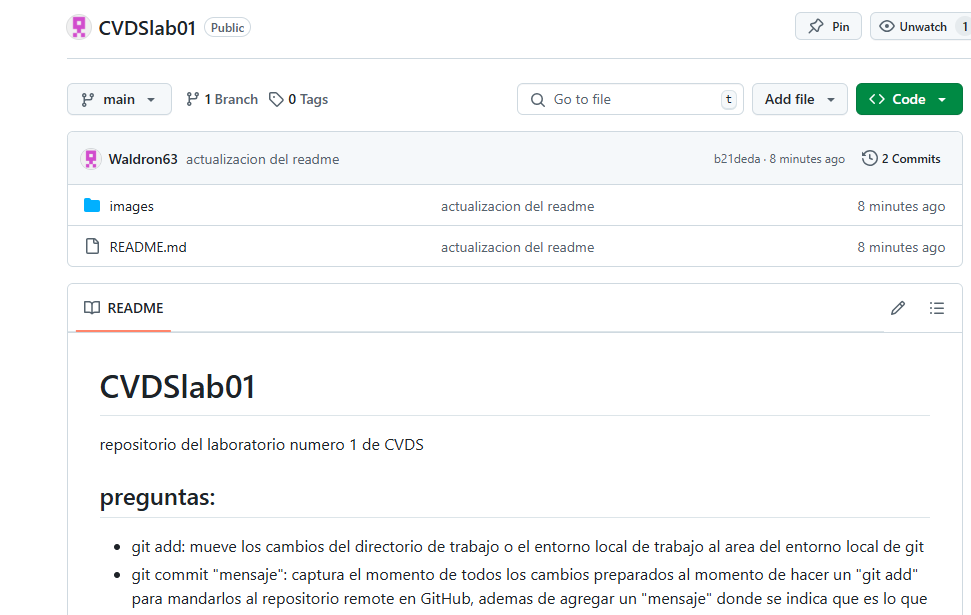 CVDSlab01 Public
Pin
Unwatch 1
main
1 Branch
0 Tags
Go to file t
Add file
Code
Waldron63 actualizacion del readme
b21deda · 8 minutes ago
2 Commits
images actualizacion del readme 8 minutes ago
README.md actualizacion del readme 8 minutes ago
README
CVDSlab01
repositorio del laboratorio numero 1 de CVDS
preguntas:
• git add: mueve los cambios del directorio de trabajo o el entorno local de trabajo al area del entorno local de git
• git commit "mensaje": captura el momento de todos los cambios preparados al momento de hacer un "git add"
para mandarlos al repositorio remote en GitHub, ademas de agregar un "mensaje" donde se indica que es lo que